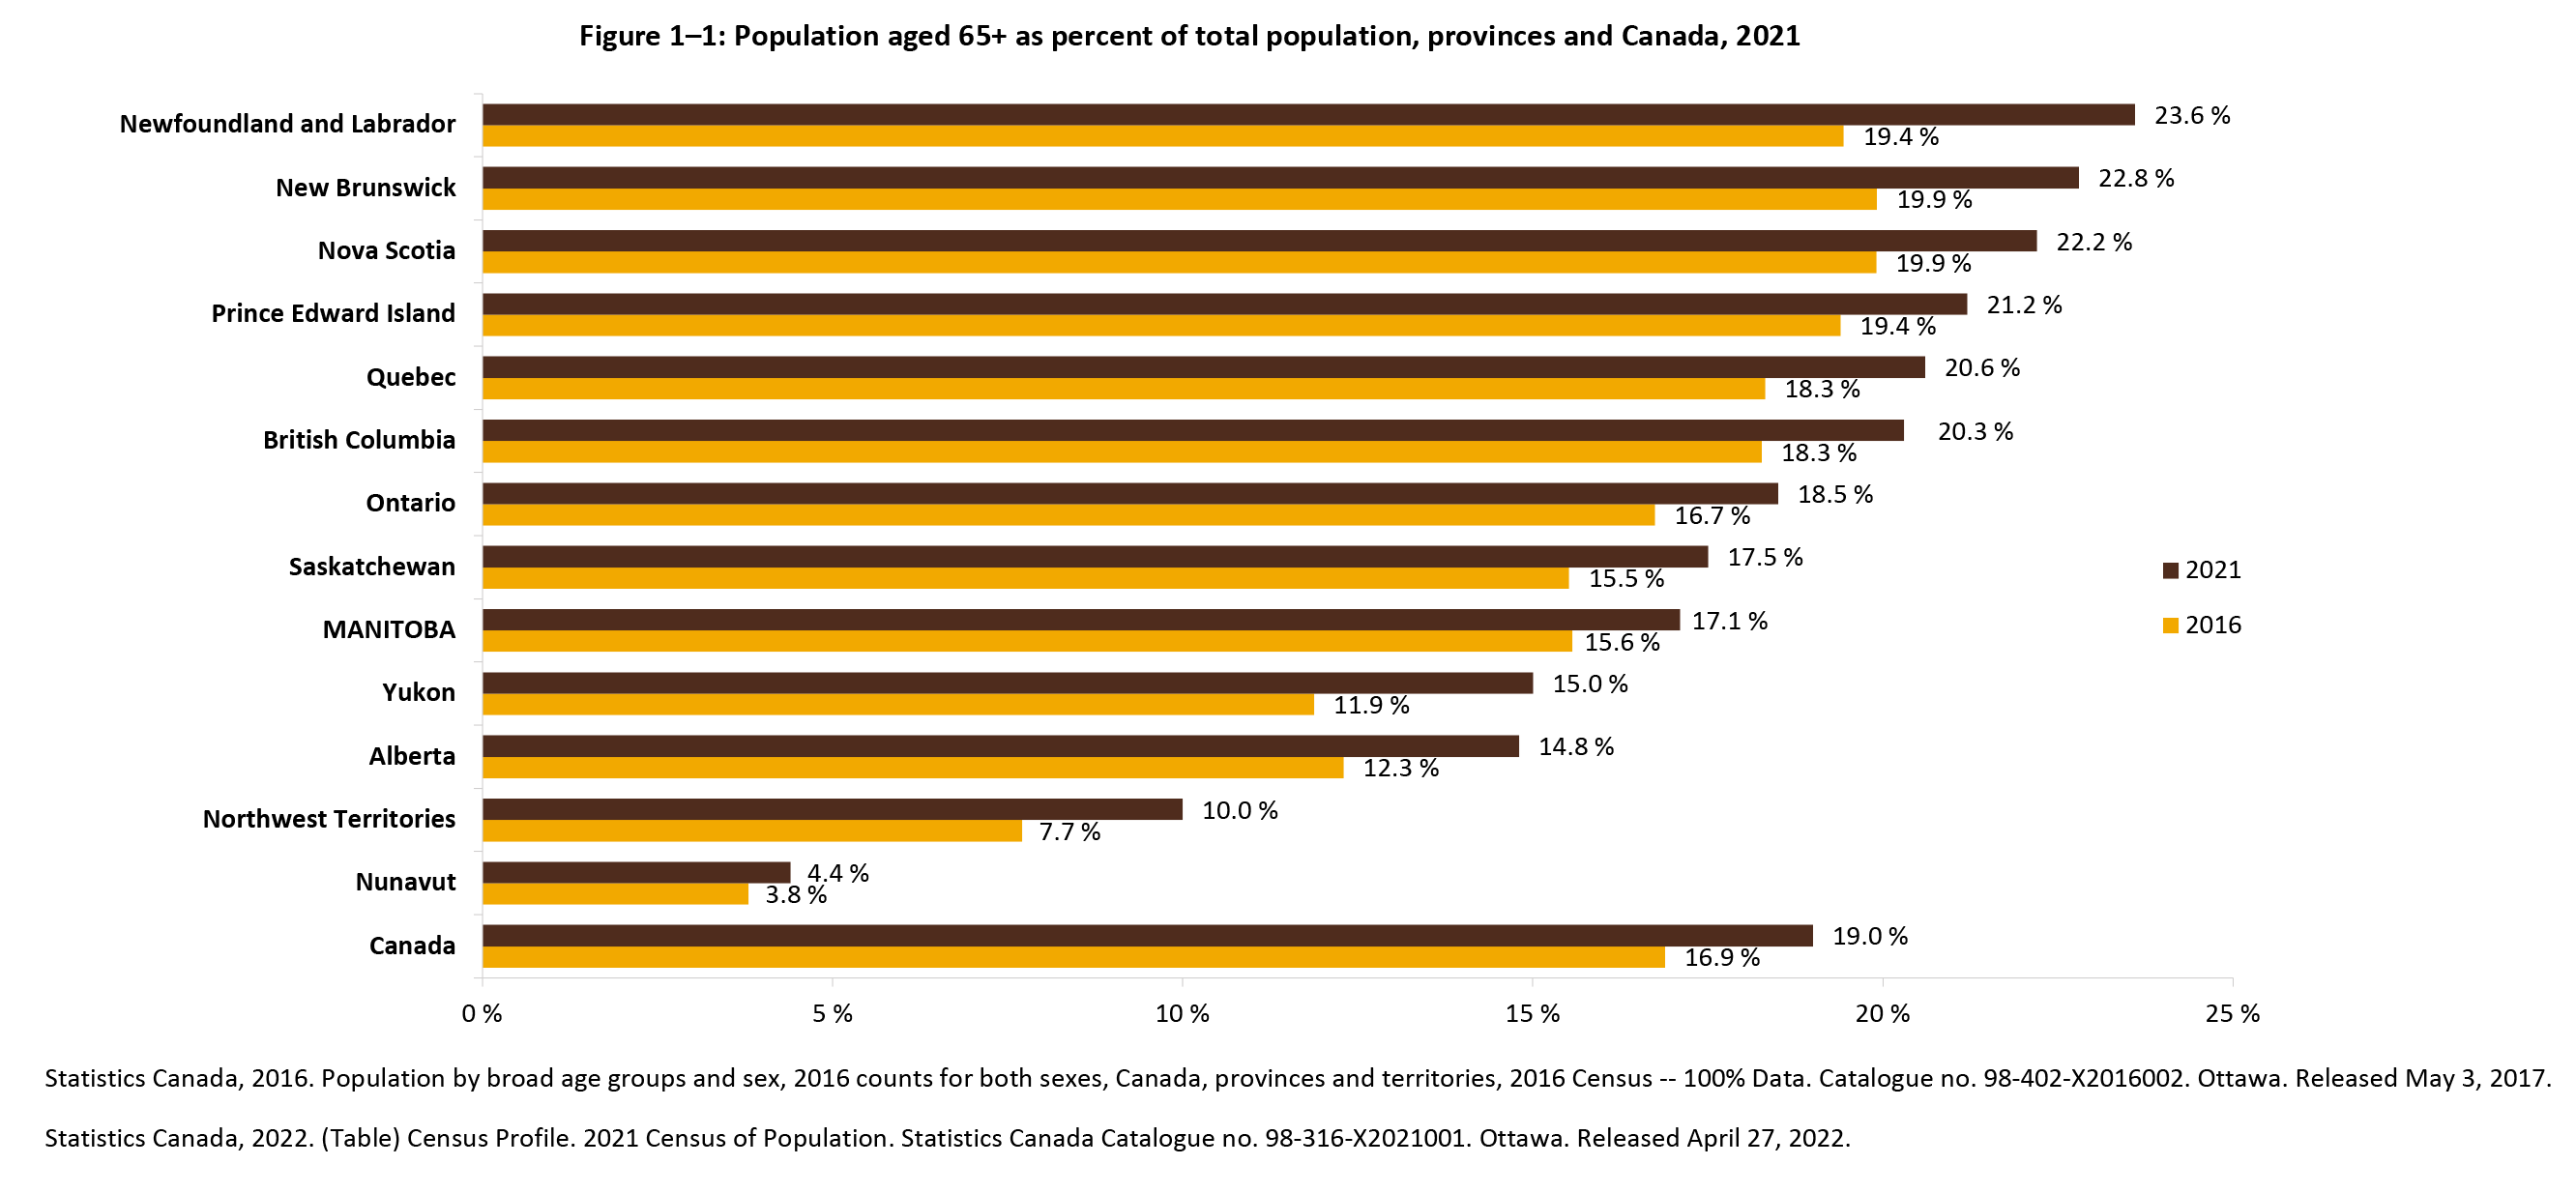 Figure 1–1: Population aged 65+ as percent of total population, provinces and Canada, 2021
Newfoundland and Labrador
23.6 %
19.4 %
New Brunswick
22.8 %
19.9 %
Nova Scotia
22.2 %
19.9 %
Prince Edward Island
21.2 %
19.4 %
Quebec
20.6 %
18.3 %
British Columbia
20.3 %
18.3 %
Ontario
18.5 %
16.7 %
Saskatchewan
17.5 %
15.5 %
MANITOBA
17.1 %
15.6 %
Yukon
15.0 %
11.9 %
Alberta
14.8 %
12.3 %
Northwest Territories
10.0 %
7.7 %
Nunavut
4.4 %
3.8 %
Canada
19.0 %
16.9 %
2021
2016
0 % 5 % 10 % 15 % 20 % 25 %
Statistics Canada, 2016. Population by broad age groups and sex, 2016 counts for both sexes, Canada, provinces and territories, 2016 Census -- 100% Data. Catalogue no. 98-402-X2016002. Ottawa. Released May 3, 2017.
Statistics Canada, 2022. (Table) Census Profile. 2021 Census of Population. Statistics Canada Catalogue no. 98-316-X2021001. Ottawa. Released April 27, 2022.